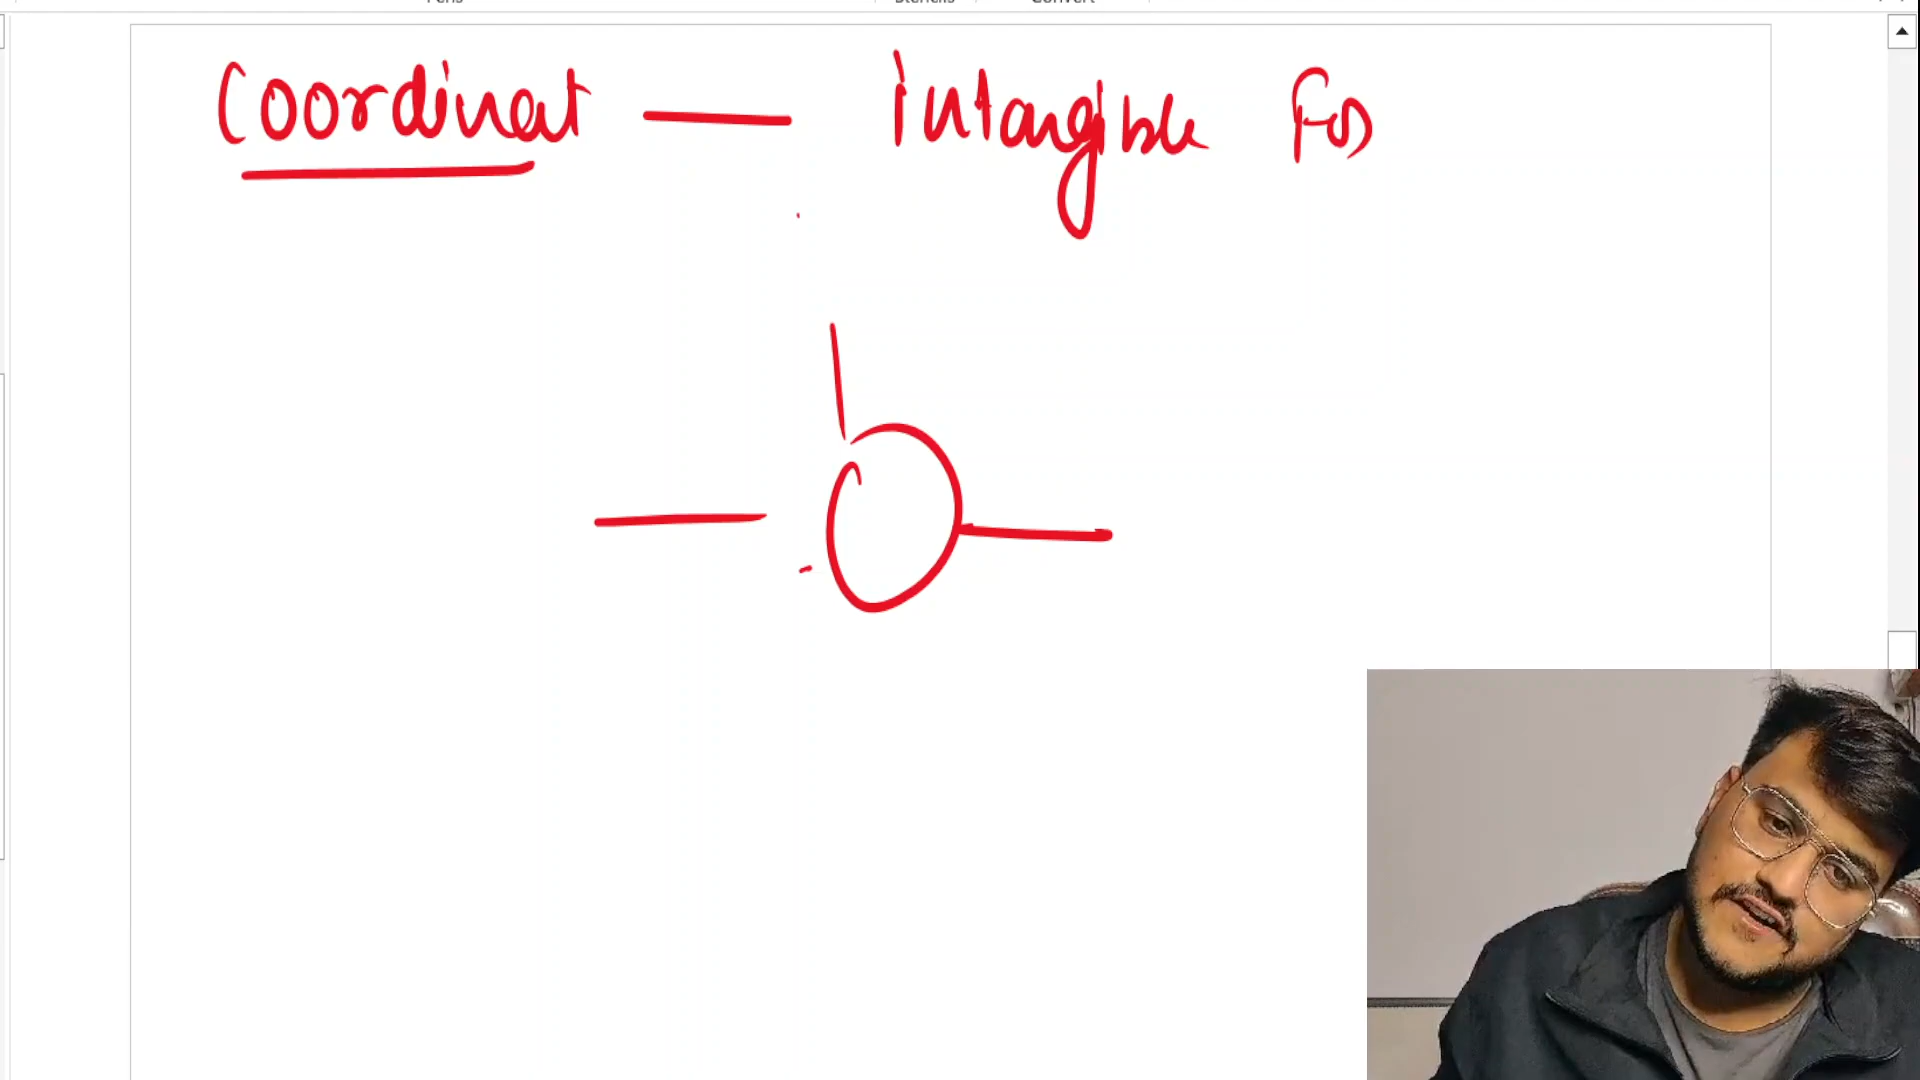 Coordinat — intangible Fo